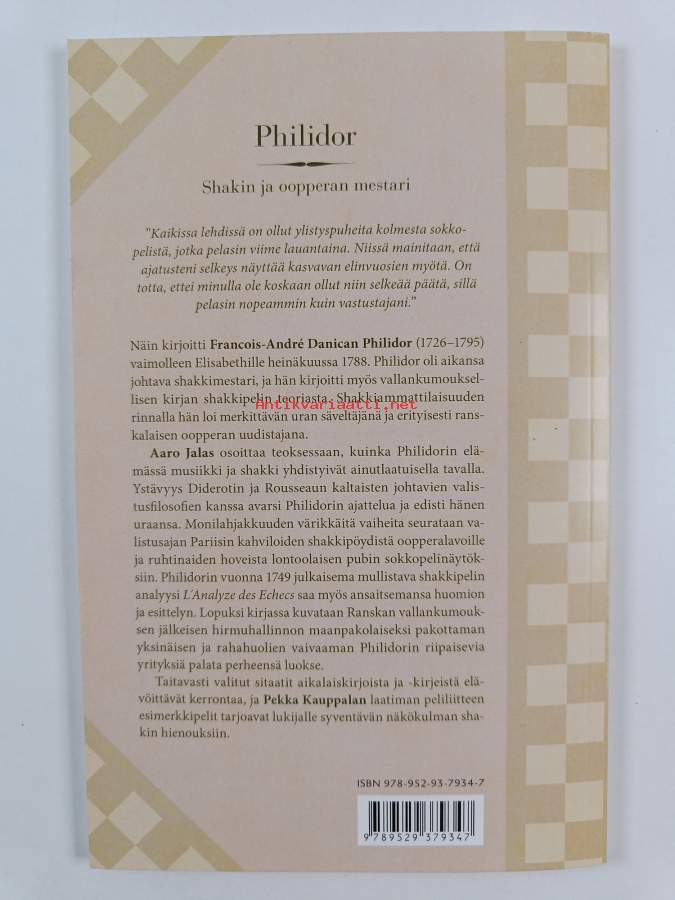 Philidor
Shakin ja oopperan mestari
"Kaikissa lehdissä on ollut ylistyspuheita kolmesta sokko-
pelistä, jotka pelasin viime lauantaina. Niissä mainitaan, että
ajatusteni selkeys näyttää kasvavan elinvuosien myötä. On
totta, ettei minulla ole koskaan ollut niin selkeää päätä, sillä
pelasin nopeammin kuin vastustajani."
Näin kirjoitti Francois-André Danican Philidor (1726–1795)
vaimolleen Elisabethille heinäkuussa 1788. Philidor oli aikansa
johtava shakkimestari, ja hän kirjoitti myös vallankumouksel-
lisen kirjan shakkipelin teoriasta. Shakkiammattilaisuuden
Antikvariaatti.net
rinnalla hän loi merkittävän uran säveltäjänä ja erityisesti rans-
kalaisen oopperan uudistajana.
Aaro Jalas osoittaa teoksessaan, kuinka Philidorin elä-
mässä musiikki ja shakki yhdistyivät ainutlaatuisella tavalla.
Ystävyys Diderotin ja Rousseaun kaltaisten johtavien valis-
tusfilosofien kanssa avarsi Philidorin ajattelua ja edisti hänen
uraansa. Monilahjakkuuden värikkäitä vaiheita seurataan va-
listusajan Pariisin kahviloiden shakkipöydistä oopperalavoille
ja ruhtinaiden hoveista lontoolaisen pubin sokkopelinäytök-
siin. Philidorin vuonna 1749 julkaisema mullistava shakkipelin
analyysi L'Analyze des Echecs saa myös ansaitsemansa huomion
ja esittelyn. Lopuksi kirjassa kuvataan Ranskan vallankumouk-
sen jälkeisen hirmuhallinnon maanpakolaiseksi pakottaman
yksinäisen ja rahahuolien vaivaaman Philidorin riipaisevia
yrityksiä palata perheensä luokse.
Taitavasti valitut sitaatit aikalaiskirjoista ja -kirjeistä elä-
vöittävät kerrontaa, ja Pekka Kauppalan laatiman peliliitteen
esimerkkipelit tarjoavat lukijalle syventävän näkökulman sha-
kin hienouksiin.
ISBN 978-952-93-7934-7
9 789529 379347